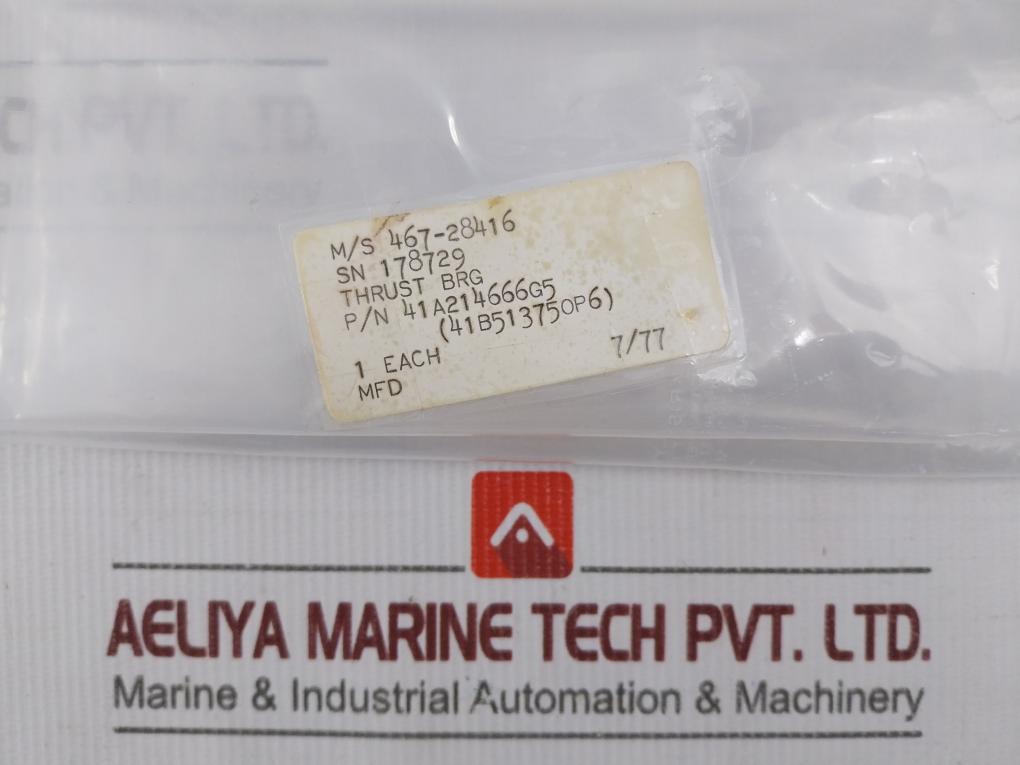 M/S 467-28416
SN 178729
THRUST BRG
P/N 41A214666G5
(41B513750P6)
1 EACH 7/77
MFD
AELIYA MARINE TECH PVT. LTD.
Marine & Industrial Automation & Machinery